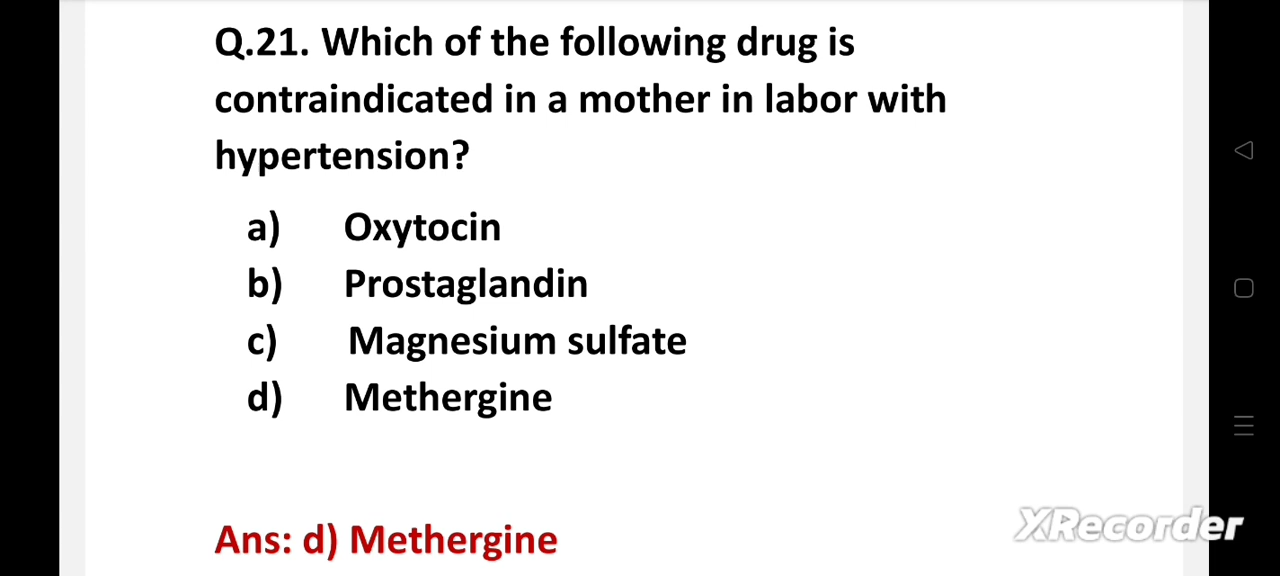 Q.21. Which of the following drug is
contraindicated in a mother in labor with
hypertension?
a) Oxytocin
b) Prostaglandin
c) Magnesium sulfate
d) Methergine
Ans: d) Methergine
XRecorder